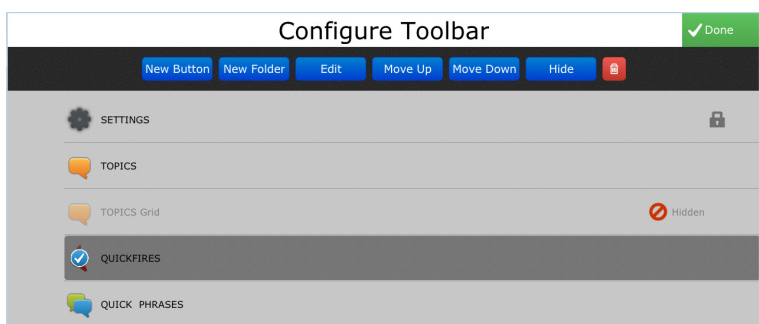 Configure Toolbar
Done
New Button New Folder Edit Move Up Move Down Hide
SETTINGS
TOPICS
TOPICS Grid Hidden
QUICKFIRES
QUICK PHRASES